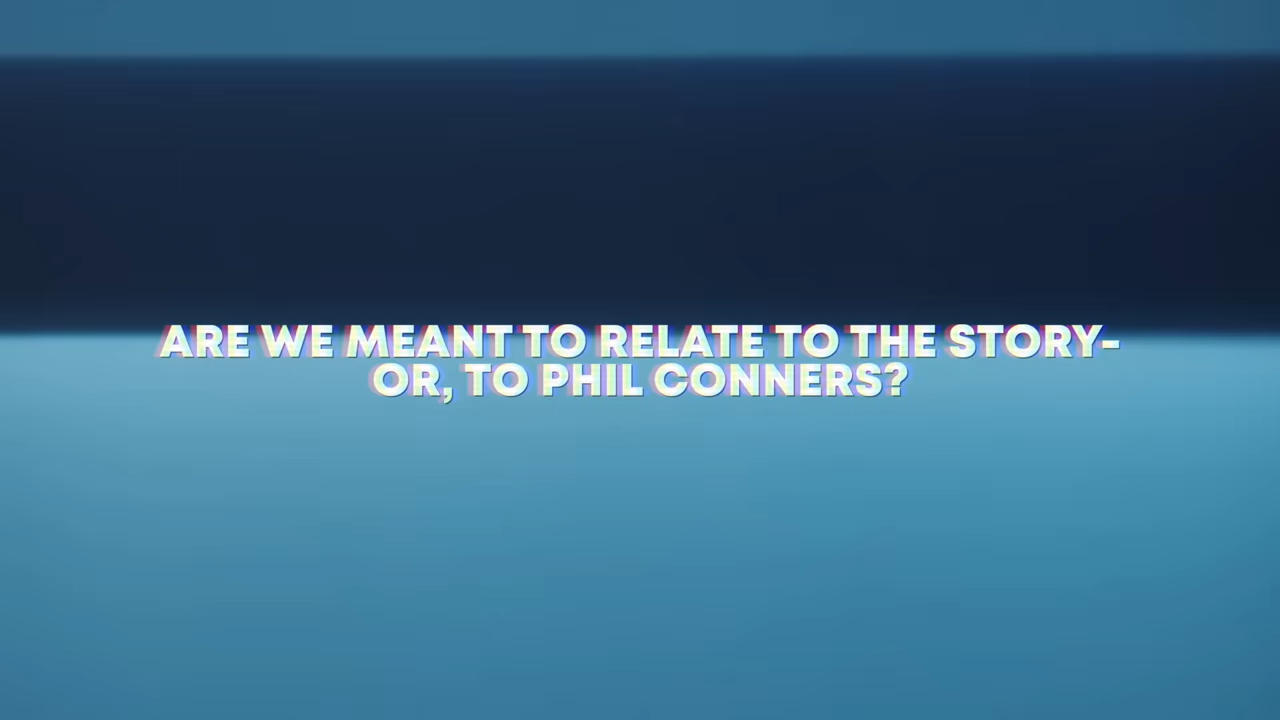 ARE WE MEANT TO RELATE TO THE STORY-
OR, TO PHIL CONNERS?